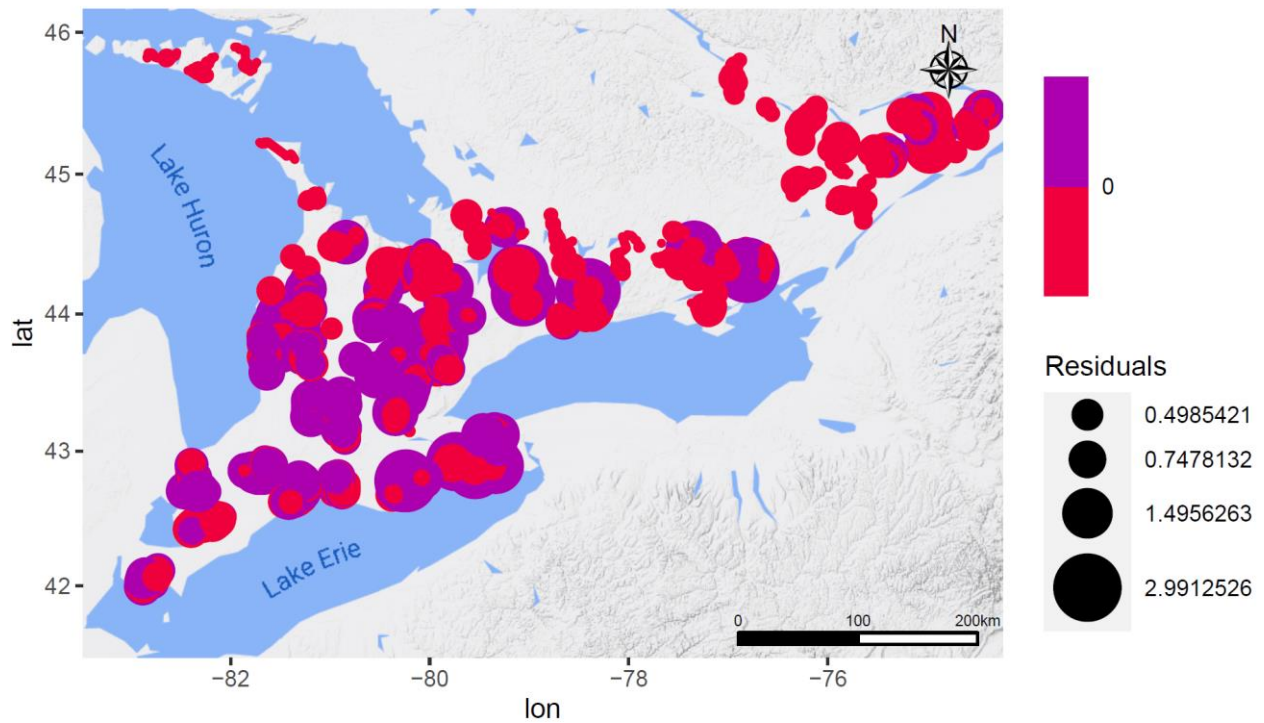 46
45
44
43
42
lat
−82
−80
−78
−76
lon
Lake Huron
Lake Erie
N
0
100
200km
0
Residuals
0.4985421
0.7478132
1.4956263
2.9912526